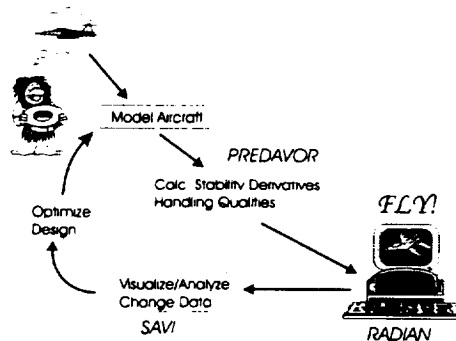 Model Aircraft
PREDAVOR
Calc Stability Derivatives
Handling Qualities
FLY!
Optimize
Design
Visualize/Analyze
Change Data
SAVI
RADIAN